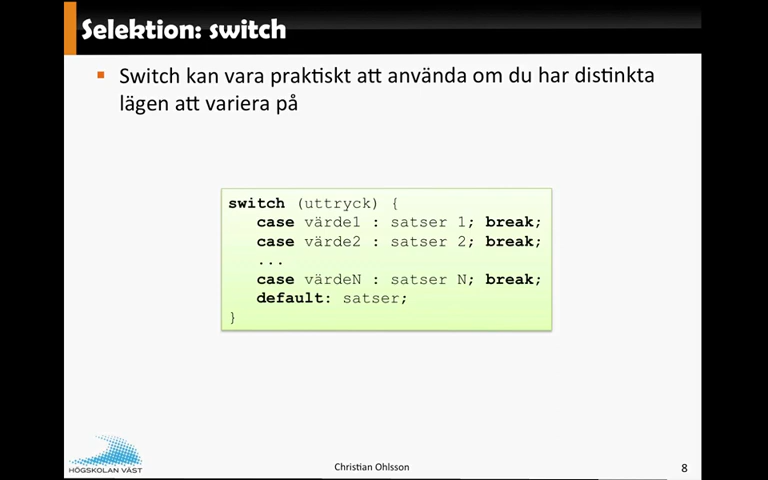 Selektion: switch
Switch kan vara praktiskt att använda om du har distinkta
lägen att variera på
switch (uttryck) {
case värde1 : satser 1; break;
case värde2 : satser 2; break;
...
case värdeN : satser N; break;
default: satser;
}
HÖGSKOLAN VÄST
Christian Ohlsson
8